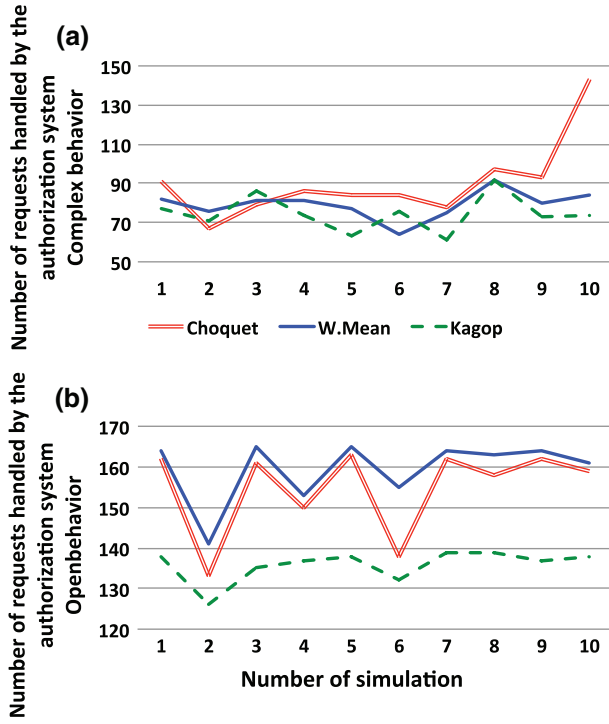 (a)
Number of requests handled by the
authorization system
Complex behavior
150
130
110
90
70
50
1 2 3 4 5 6 7 8 9 10
Choquet W.Mean Kagop
(b)
Number of requests handled by the
authorization system
Openbehavior
170
160
150
140
130
120
1 2 3 4 5 6 7 8 9 10
Number of simulation